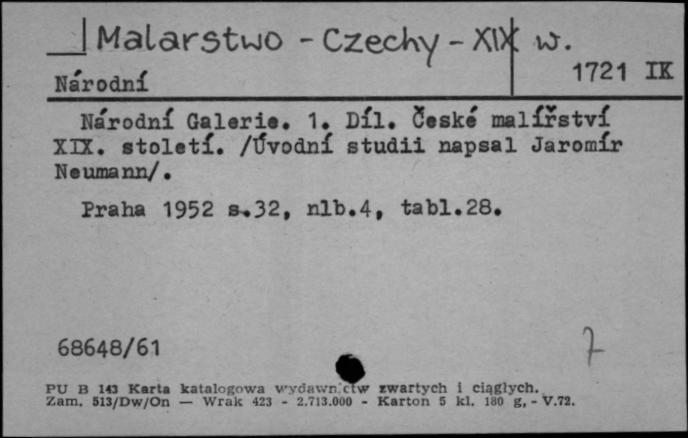 Malarstwo - Czechy - XIX w.
1721 IK
Národní
Národní Galerie. 1. Díl. České malířství
XIX. století. /Úvodní studii napsal Jaromír
Neumann/.
Praha 1952 s.32, nlb.4, tabl.28.
68648/61
7
PU B 143 Karta katalogowa wydawnictw zwartych i ciągłych.
Zam. 513/Dw/On — Wrak 423 - 2.713.000 - Karton 5 kl. 180 g, - V.72.